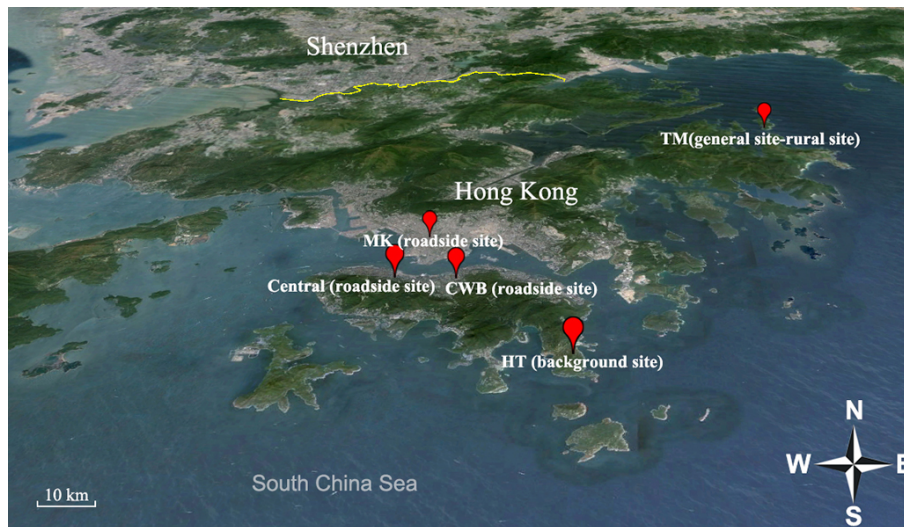 Shenzhen
TM(general site-rural site)
Hong Kong
MK (roadside site)
Central (roadside site)
CWB (roadside site)
HT (background site)
N
W
E
S
South China Sea
10 km